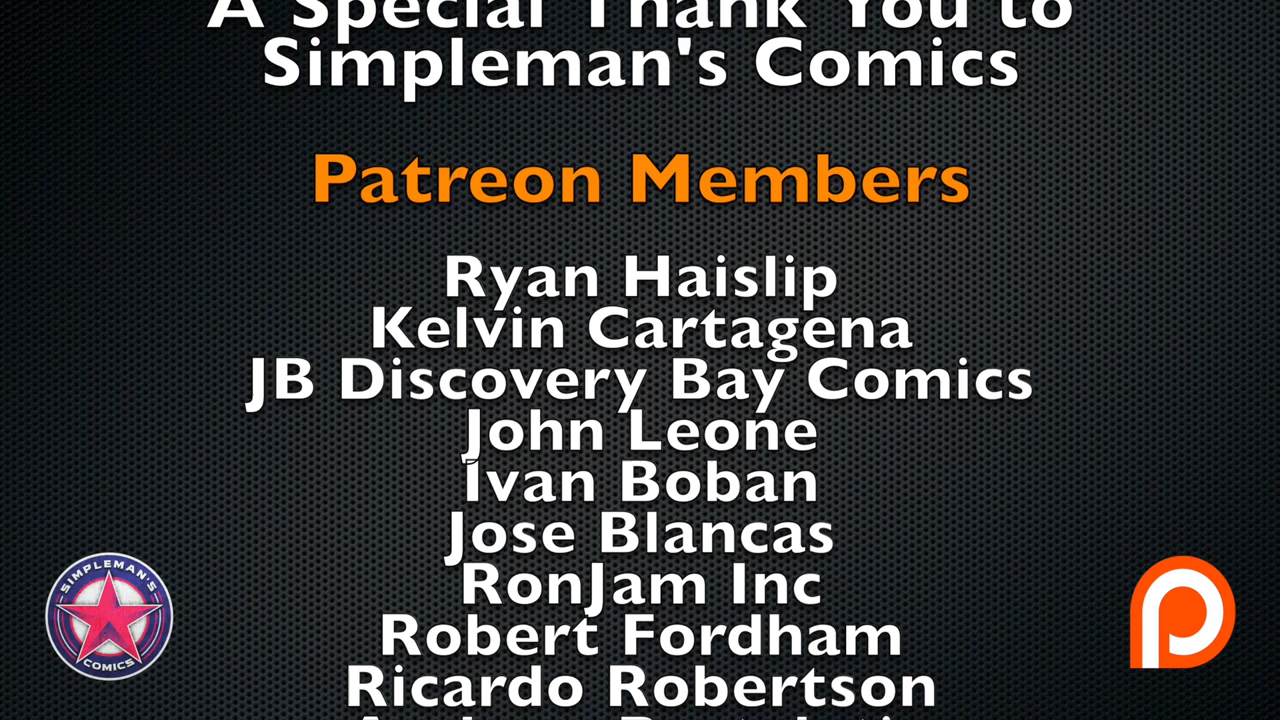 A Special Thank You to
Simpleman's Comics
Patreon Members
Ryan Haislip
Kelvin Cartagena
JB Discovery Bay Comics
John Leone
Ivan Boban
Jose Blancas
RonJam Inc
Robert Fordham
Ricardo Robertson
SIMPLEMAN'S
COMICS